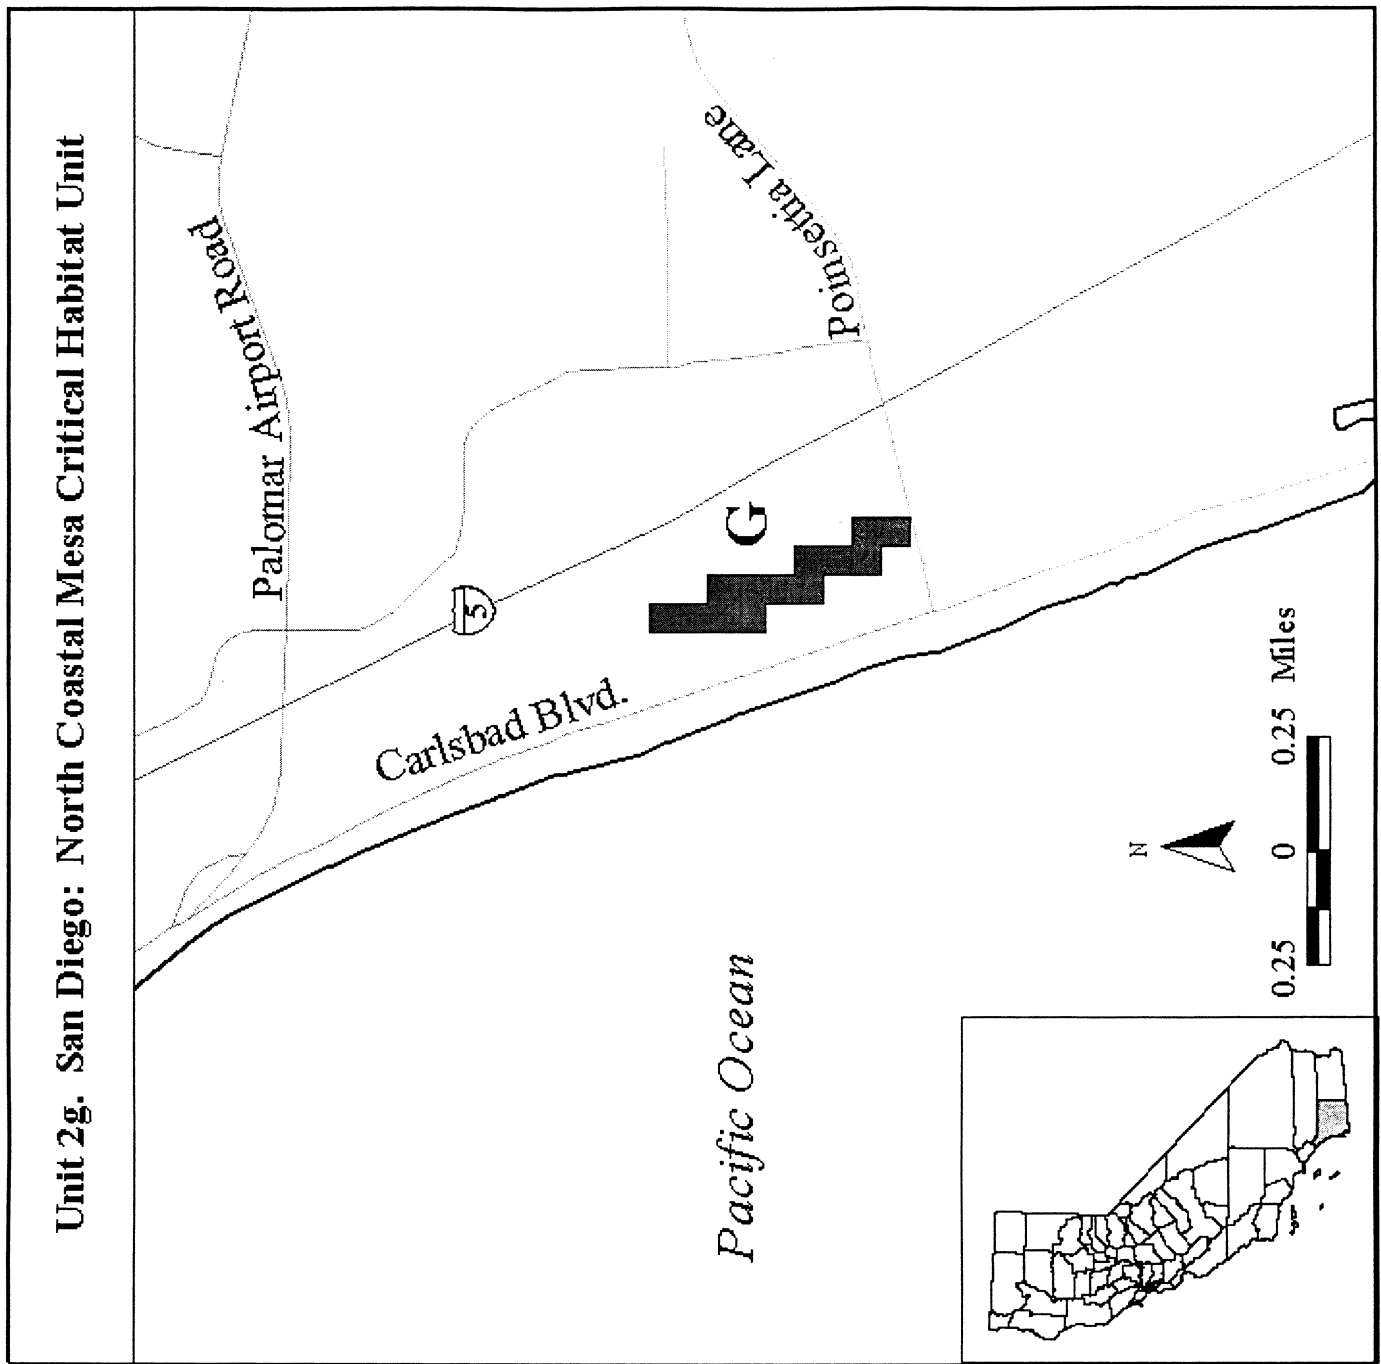 Unit 2g. San Diego: North Coastal Mesa Critical Habitat Unit
Palomar Airport Road
Poinsettia Lane
5
G
Carlsbad Blvd.
Pacific Ocean
N
0.25 0 0.25 Miles